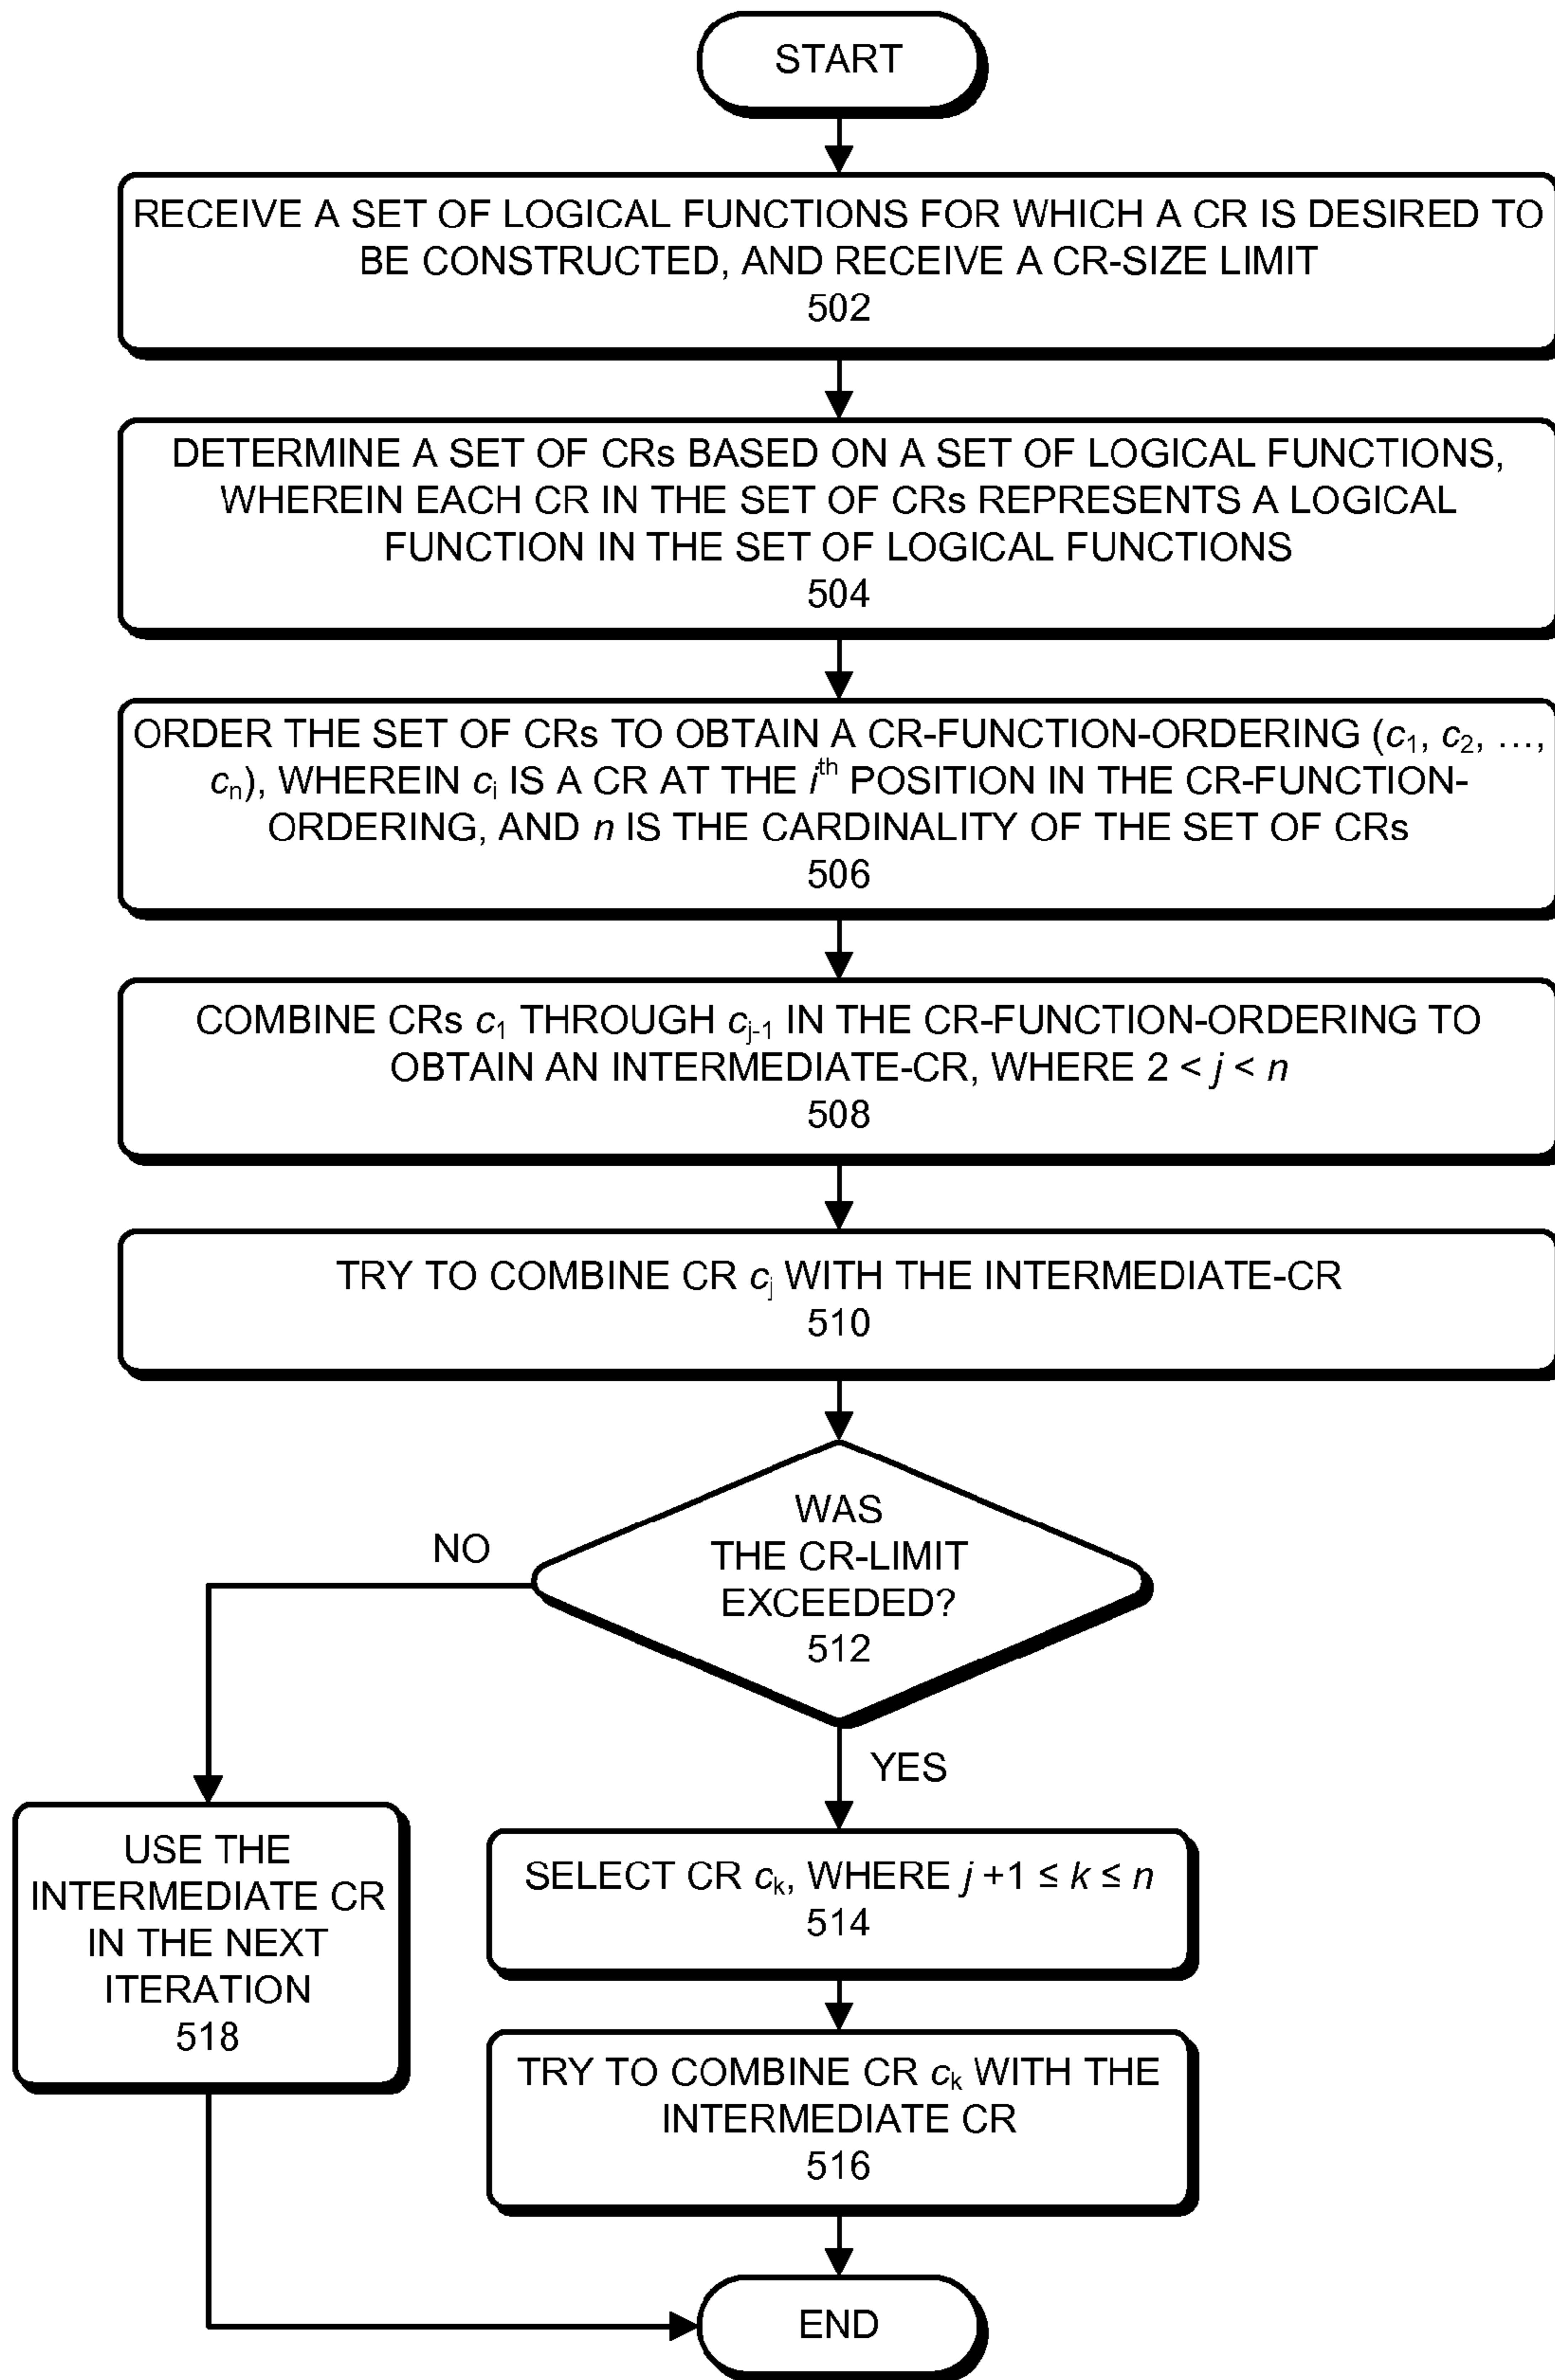 START
RECEIVE A SET OF LOGICAL FUNCTIONS FOR WHICH A CR IS DESIRED TO
BE CONSTRUCTED, AND RECEIVE A CR-SIZE LIMIT
502
DETERMINE A SET OF CRs BASED ON A SET OF LOGICAL FUNCTIONS,
WHEREIN EACH CR IN THE SET OF CRs REPRESENTS A LOGICAL
FUNCTION IN THE SET OF LOGICAL FUNCTIONS
504
ORDER THE SET OF CRs TO OBTAIN A CR-FUNCTION-ORDERING (c₁, c₂, …,
cₙ), WHEREIN cᵢ IS A CR AT THE iᵗʰ POSITION IN THE CR-FUNCTION-
ORDERING, AND n IS THE CARDINALITY OF THE SET OF CRs
506
COMBINE CRs c₁ THROUGH cⱼ₋₁ IN THE CR-FUNCTION-ORDERING TO
OBTAIN AN INTERMEDIATE-CR, WHERE 2 < j < n
508
TRY TO COMBINE CR cⱼ WITH THE INTERMEDIATE-CR
510
WAS
THE CR-LIMIT
EXCEEDED?
512
NO
YES
USE THE
INTERMEDIATE CR
IN THE NEXT
ITERATION
518
SELECT CR cₖ, WHERE j +1 ≤ k ≤ n
514
TRY TO COMBINE CR cₖ WITH THE
INTERMEDIATE CR
516
END